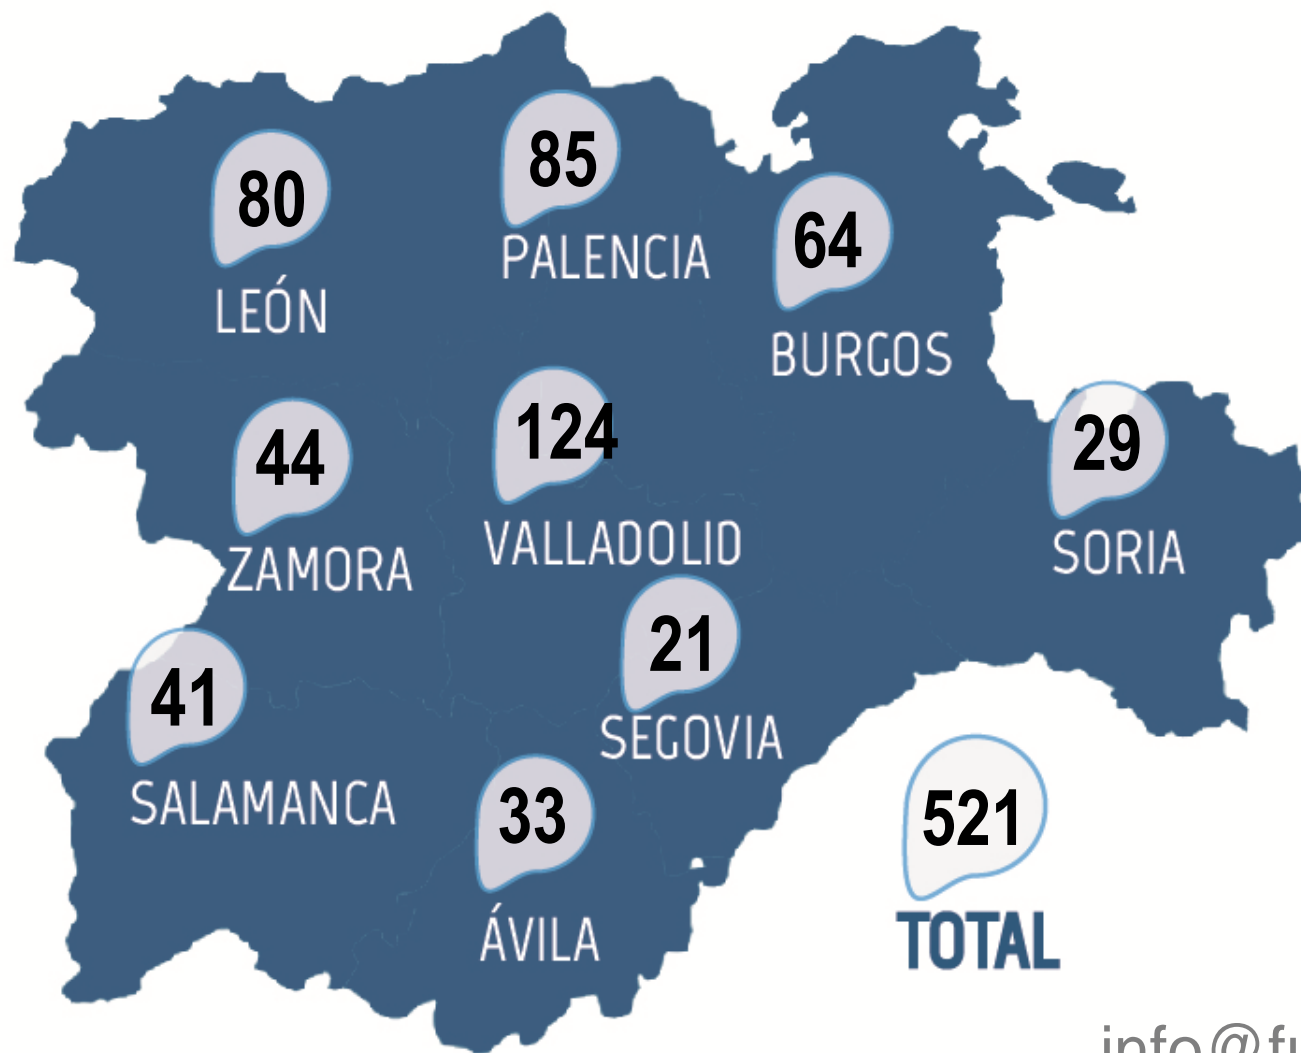 80
LEÓN
85
PALENCIA
64
BURGOS
44
ZAMORA
124
VALLADOLID
29
SORIA
41
SALAMANCA
21
SEGOVIA
33
ÁVILA
521
TOTAL